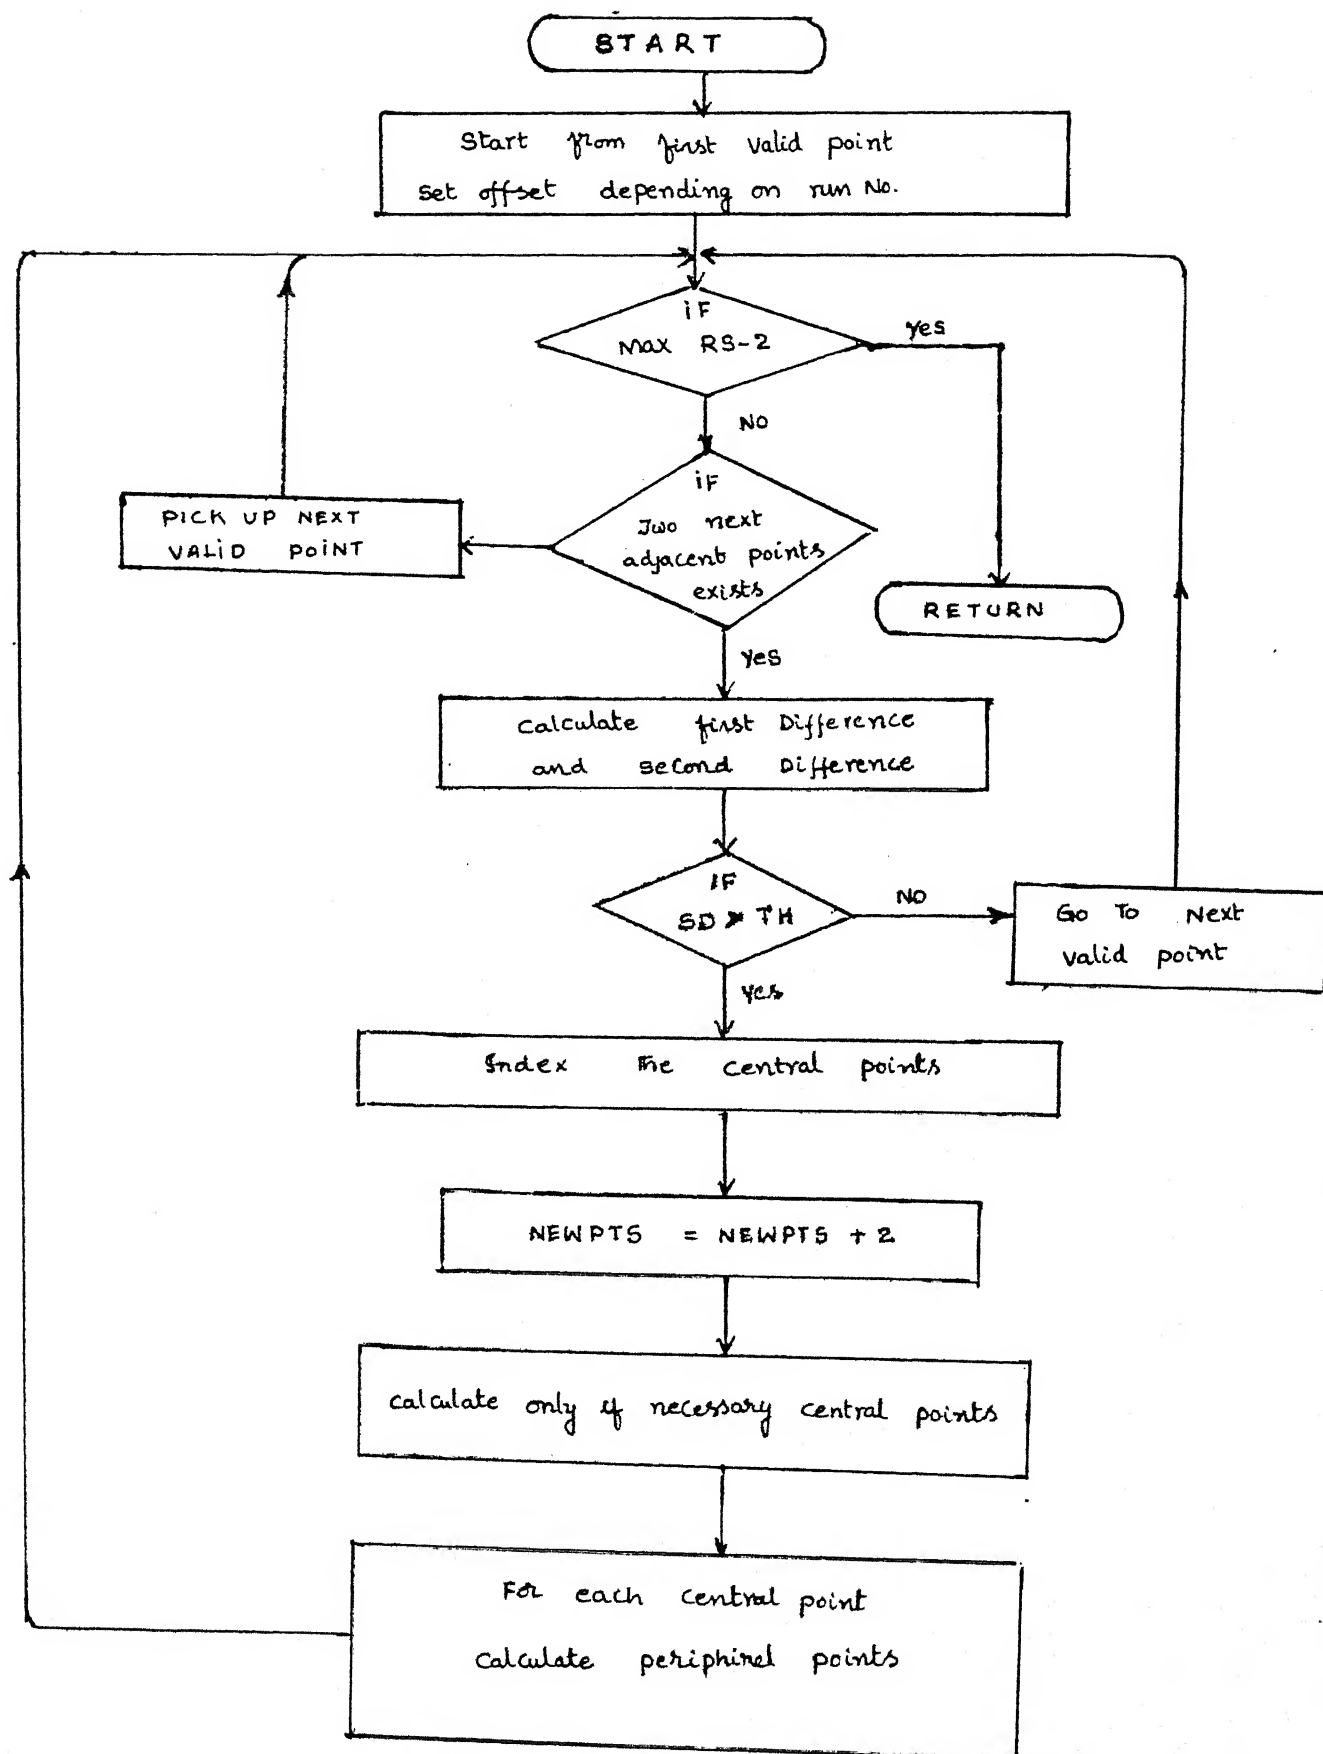 START
Start from first valid point
set offset depending on run No.
iF
Max RS-2
Yes
NO
iF
Two next
adjacent points
exists
PICK UP NEXT
VALiD POiNT
RETURN
Yes
calculate first Difference
and second Difference
IF
SD > TH
NO
Go To Next
valid point
Yes
Index the central points
NEWPTS = NEWPTS + 2
calculate only if necessary central points
For each central point
calculate periphirel points